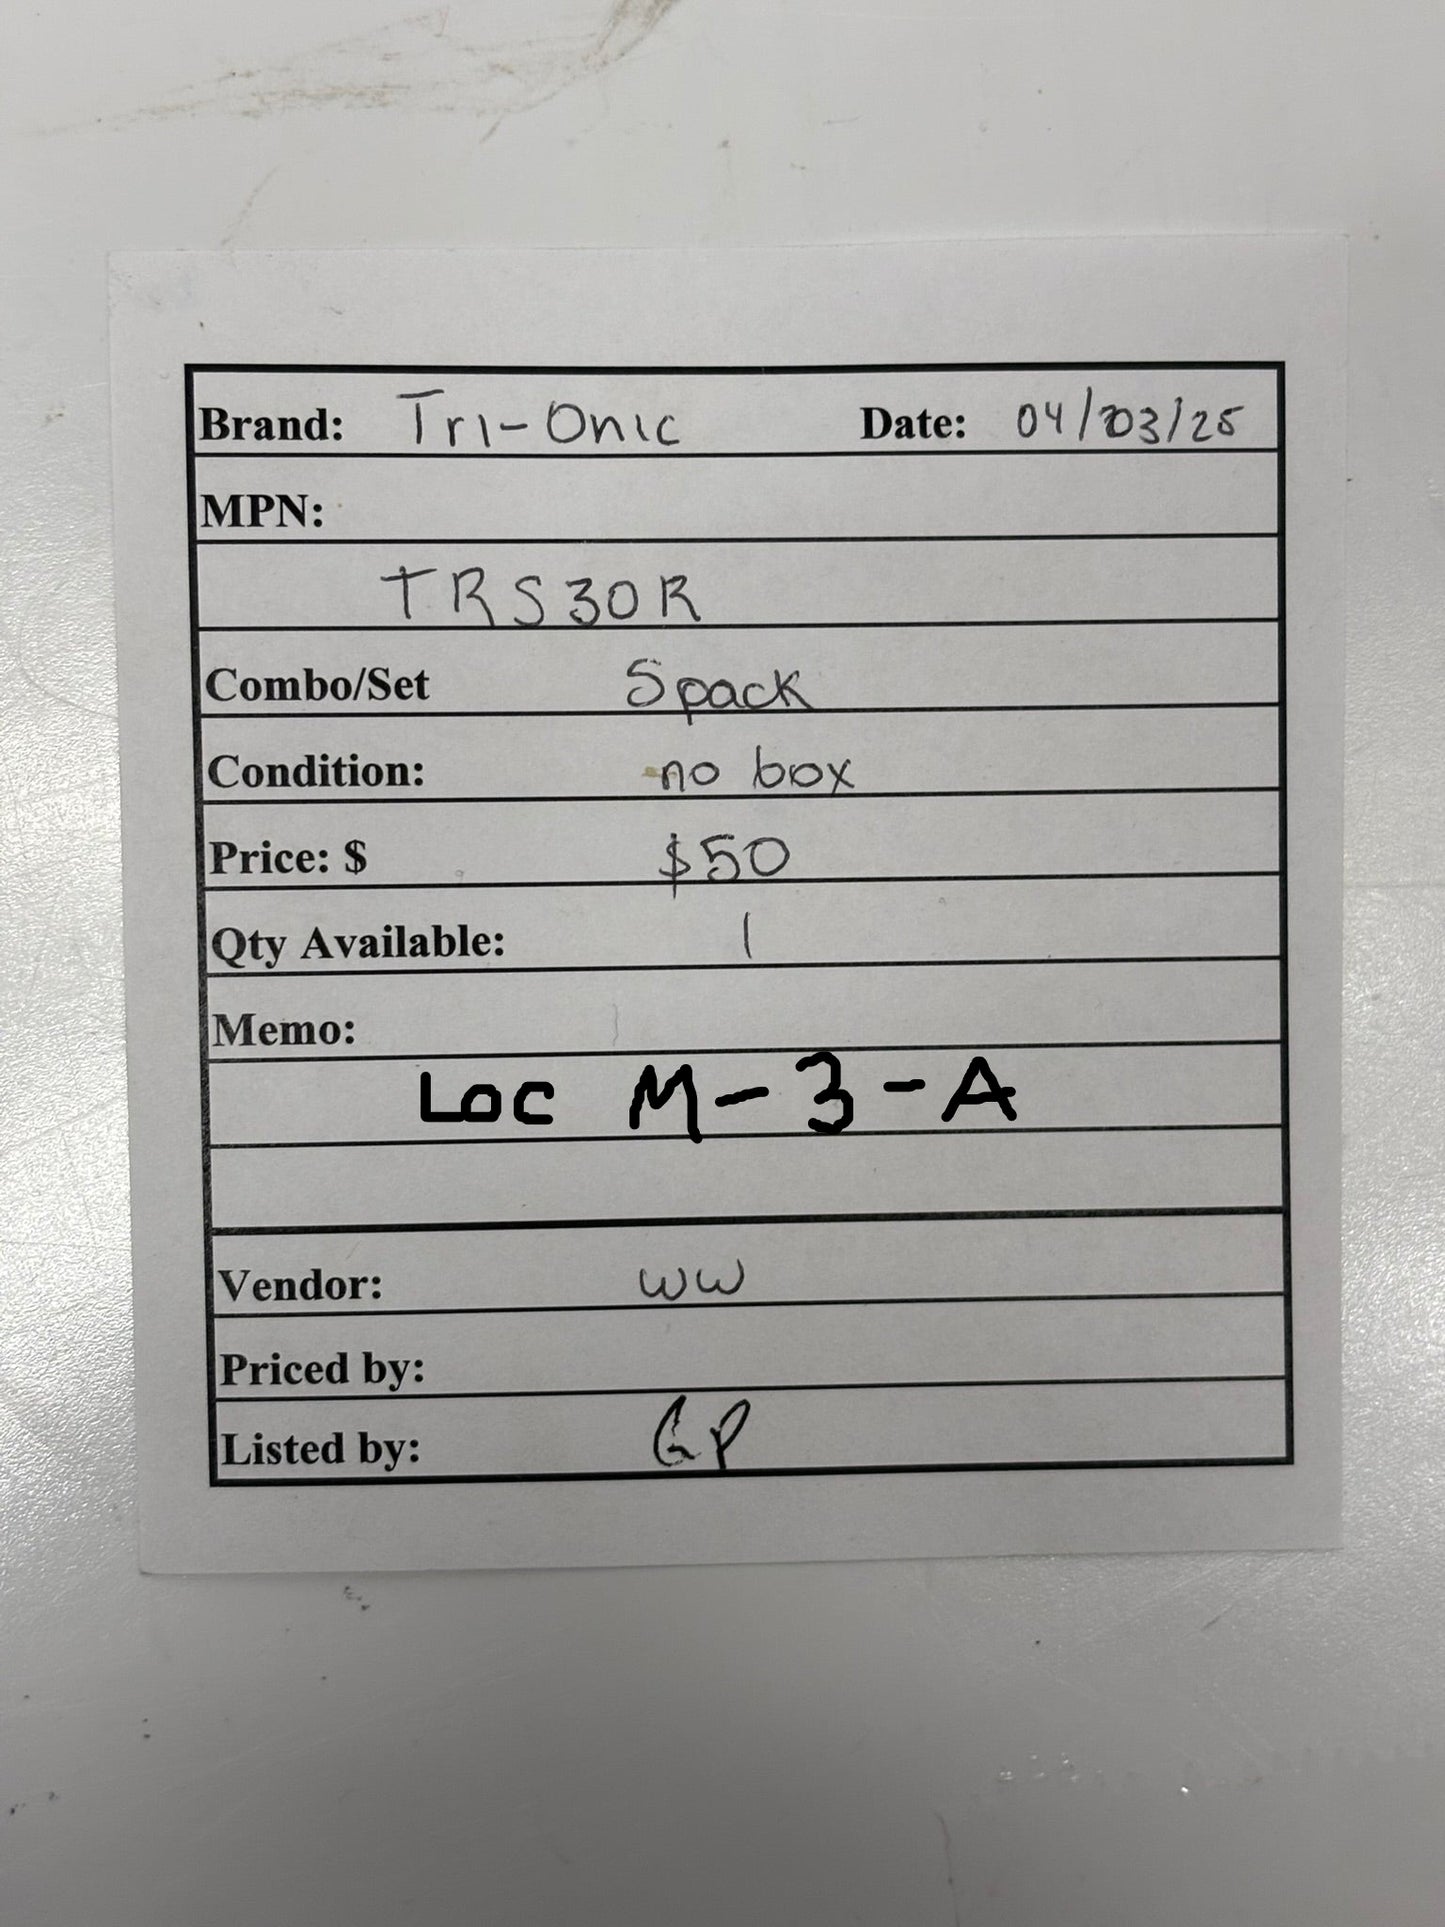 Brand: Tri-Onic Date: 04/03/25
MPN:
TRS30R
Combo/Set 5pack
Condition: no box
Price: $ $50
Qty Available: 1
Memo:
Loc M-3-A
Vendor: WW
Priced by:
Listed by: GP